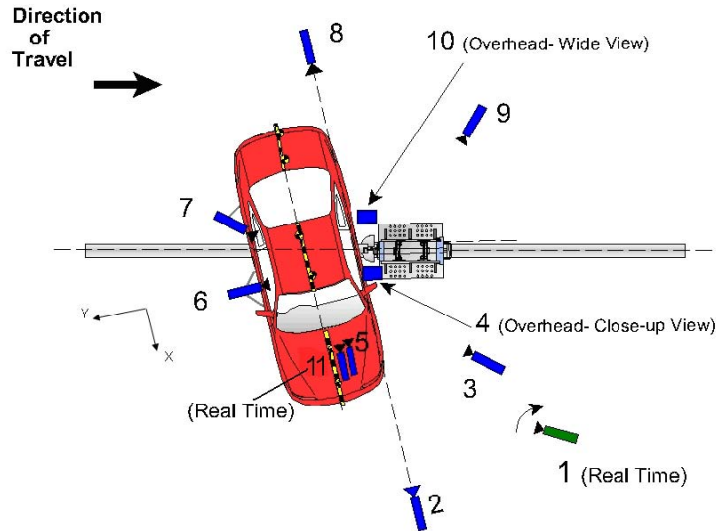 Direction
of
Travel
8
10 (Overhead- Wide View)
9
7
6
Y
X
4 (Overhead- Close-up View)
5
11
3
(Real Time)
1 (Real Time)
2